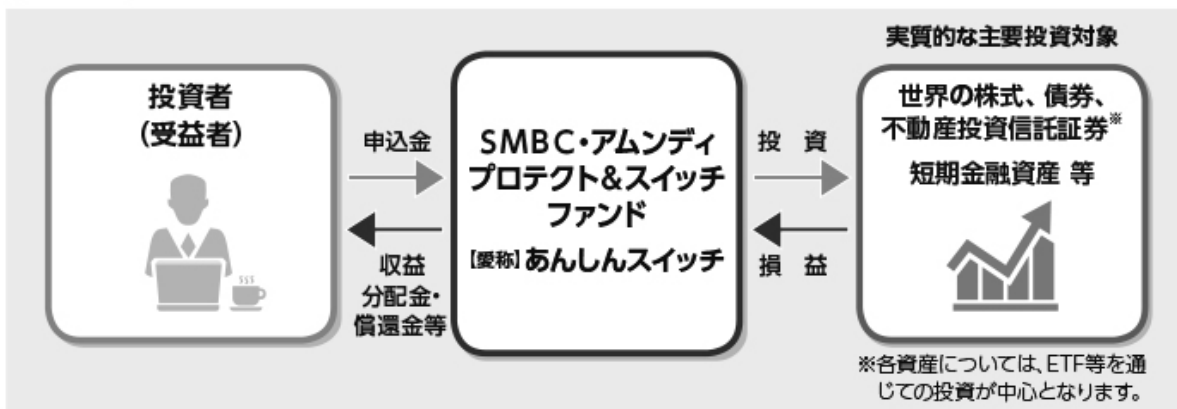 実質的な主要投資対象
投資者
(受益者)
申込金
収益
分配金・
償還金等
SMBC・アムンディ
プロテクト&スイッチ
ファンド
【愛称】あんしんスイッチ
投 資
損 益
世界の株式、債券、
不動産投資信託証券※
短期金融資産 等
※各資産については、ETF等を通
じての投資が中心となります。